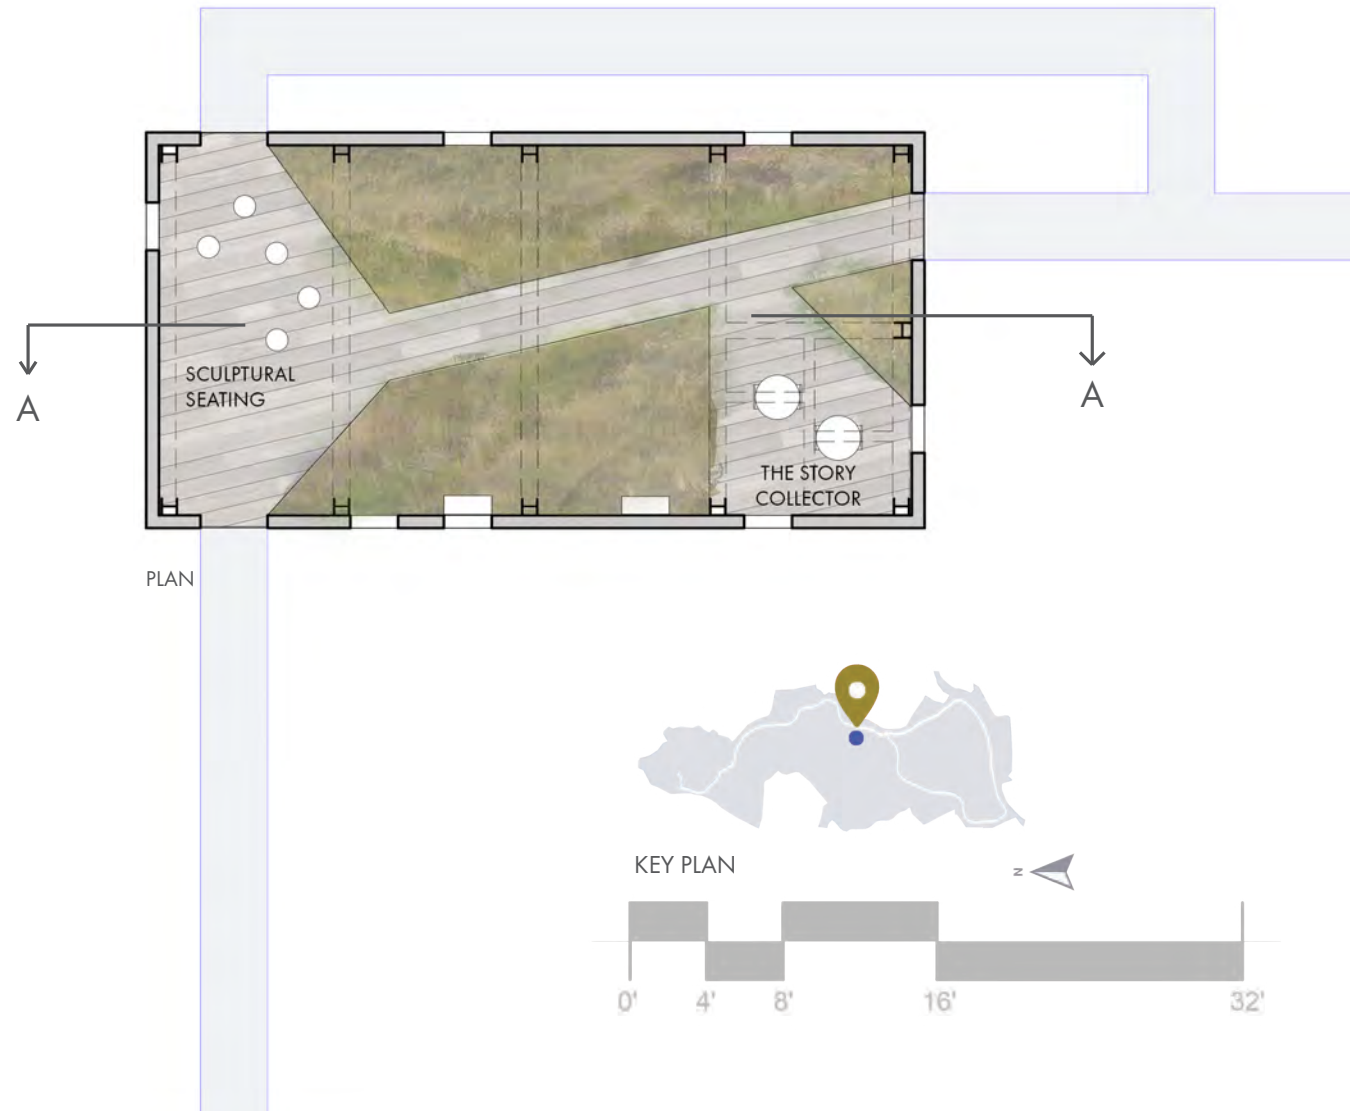 SCULPTURAL
SEATING
A
A
THE STORY
COLLECTOR
PLAN
KEY PLAN
N
0' 4' 8' 16' 32'